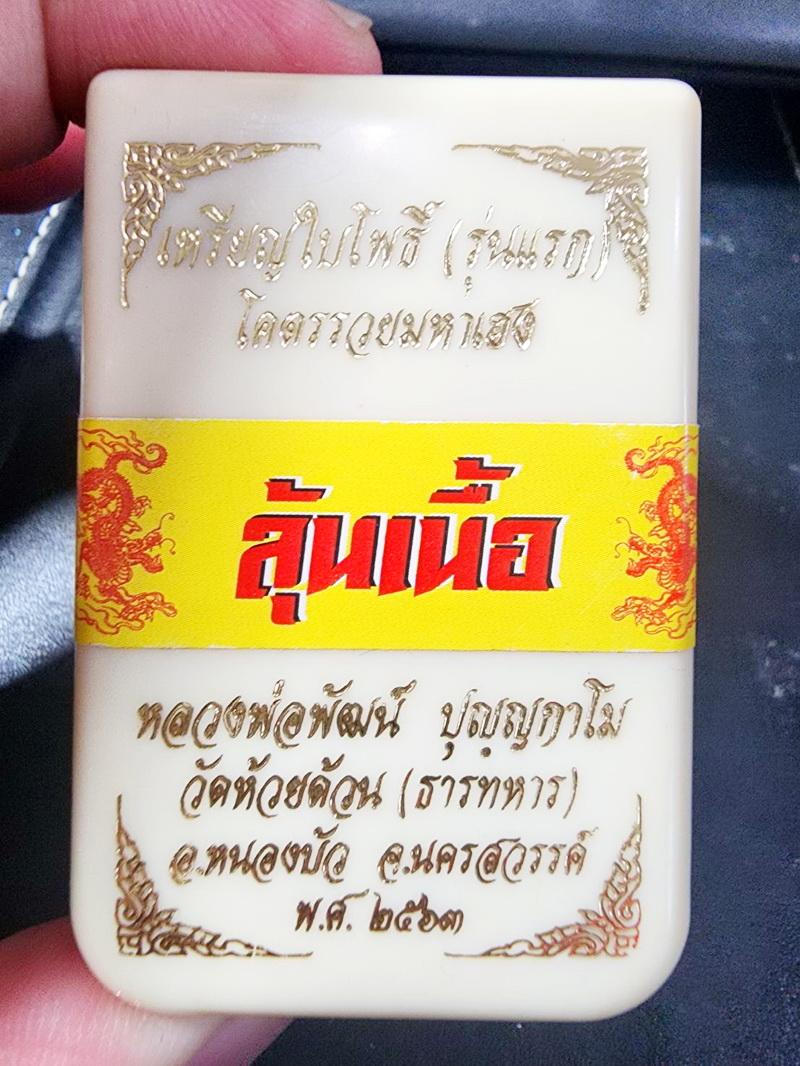 เหรียญใบโพธิ์ (รุ่นแรก)
โคตรรวยมหาเฮง
ลุ้นเนื้อ
หลวงพ่อพัฒน์ ปุญฺญกาโม
วัดห้วยด้วน (ธารทหาร)
อ.หนองบัว จ.นครสวรรค์
พ.ศ. ๒๕๖๓